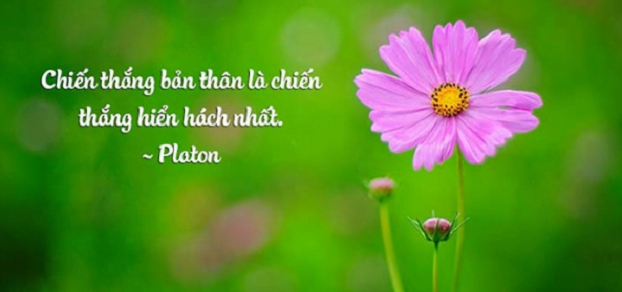 Chiến thắng bản thân là chiến
thắng hiển hách nhất.
~ Platon